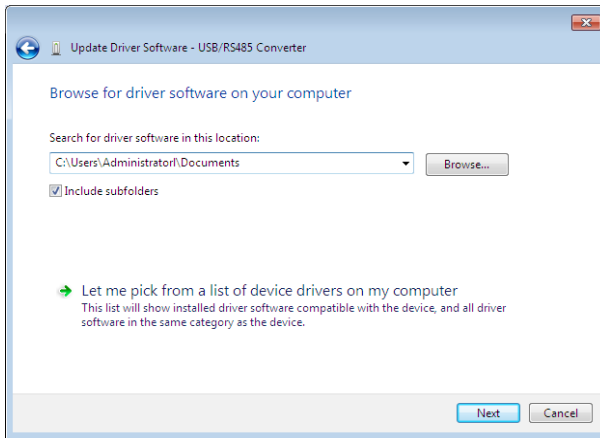 Update Driver Software - USB/RS485 Converter
Browse for driver software on your computer
Search for driver software in this location:
C:\Users\Administratorl\Documents
Browse...
Include subfolders
Let me pick from a list of device drivers on my computer
This list will show installed driver software compatible with the device, and all driver
software in the same category as the device.
Next Cancel